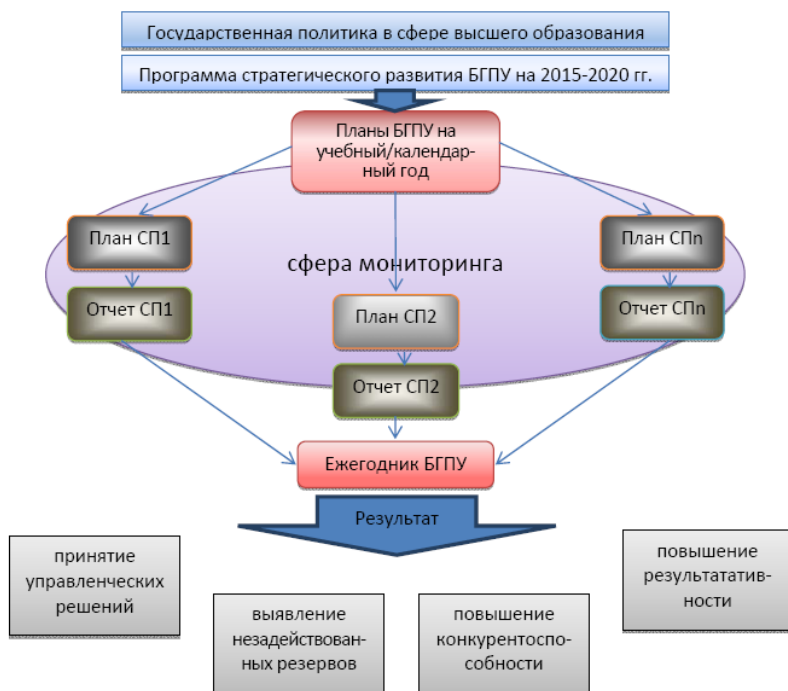 Государственная политика в сфере высшего образования
Программа стратегического развития БГПУ на 2015-2020 гг.
Планы БГПУ на
учебный/календар-
ный год
План СП1
План СПn
сфера мониторинга
Отчет СП1
План СП2
Отчет СПn
Отчет СП2
Ежегодник БГПУ
Результат
принятие
управленческих
решений
выявление
незадействован-
ных резервов
повышение
конкурентоспо-
собности
повышение
результатив-
ности